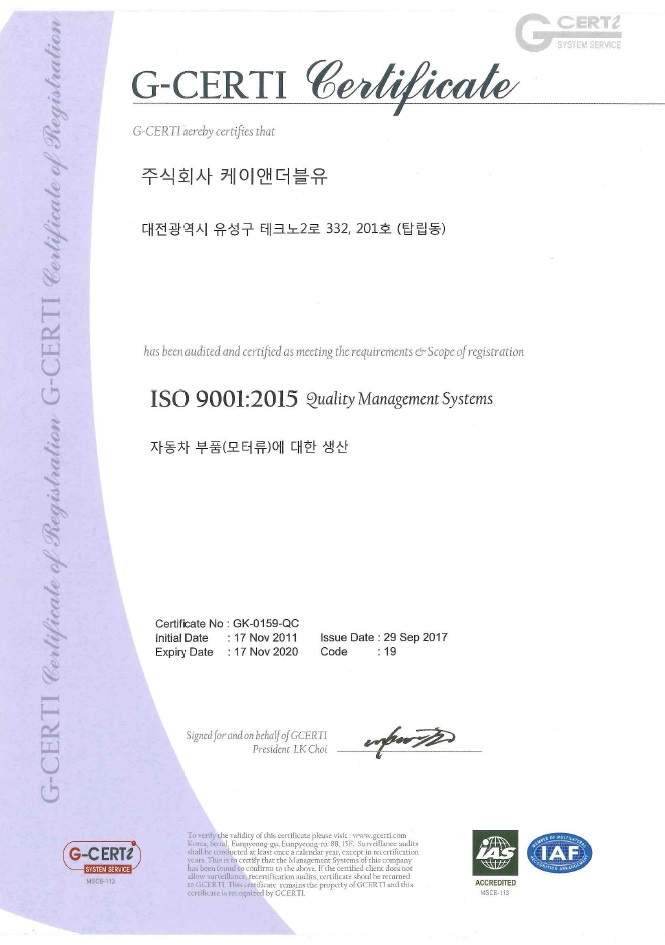 G CERTi
SYSTEM SERVICE
G-CERTI Certificate
G-CERTI aereby certifies that
주식회사 케이앤더블유
대전광역시 유성구 테크노2로 332, 201호 (탑립동)
has been audited and certified as meeting the requirements & Scope of registration
ISO 9001:2015 Quality Management Systems
자동차 부품(모터류)에 대한 생산
Certificate No : GK-0159-QC
Initial Date : 17 Nov 2011 Issue Date : 29 Sep 2017
Expiry Date : 17 Nov 2020 Code : 19
Signed for and on behalf of GCERTI
President I.K Choi
G-CERTI Certificate of Registration G-CERTI Certificate of Registration
G-CERTi
SYSTEM SERVICE
MSCB-113
To verify the validity of this certificate please visit : www.gcerti.com
Korea, Seoul, Eunpyeong-gu, Eunpyeong-ro, 88, 15F. Surveillance audits
shall be conducted at least once a calendar year, except in recertification
years. This is to certify that the Management Systems of this company
has been found to confirm to the above. If the certified client does not
allow surveillance, recertification audits, certificate shoul be returned
to GCERTI. This certificate remains the property of GCERTI and this
certificate is recognized by GCERTI.
iAS
ACCREDITED
MSCB-113
MEMBER OF MULTILATERAL
RECOGNITION ARRANGEMENT
IAF